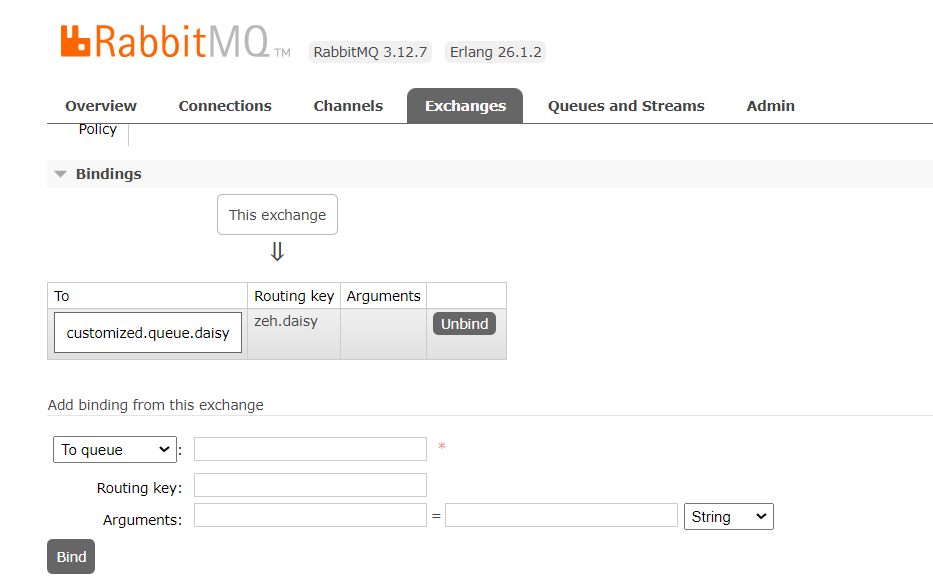 RabbitMQ TM RabbitMQ 3.12.7 Erlang 26.1.2
Overview Connections Channels Exchanges Queues and Streams Admin
Policy
Bindings
This exchange
⇓
To Routing key Arguments
customized.queue.daisy zeh.daisy Unbind
Add binding from this exchange
To queue : *
Routing key:
Arguments: = String
Bind